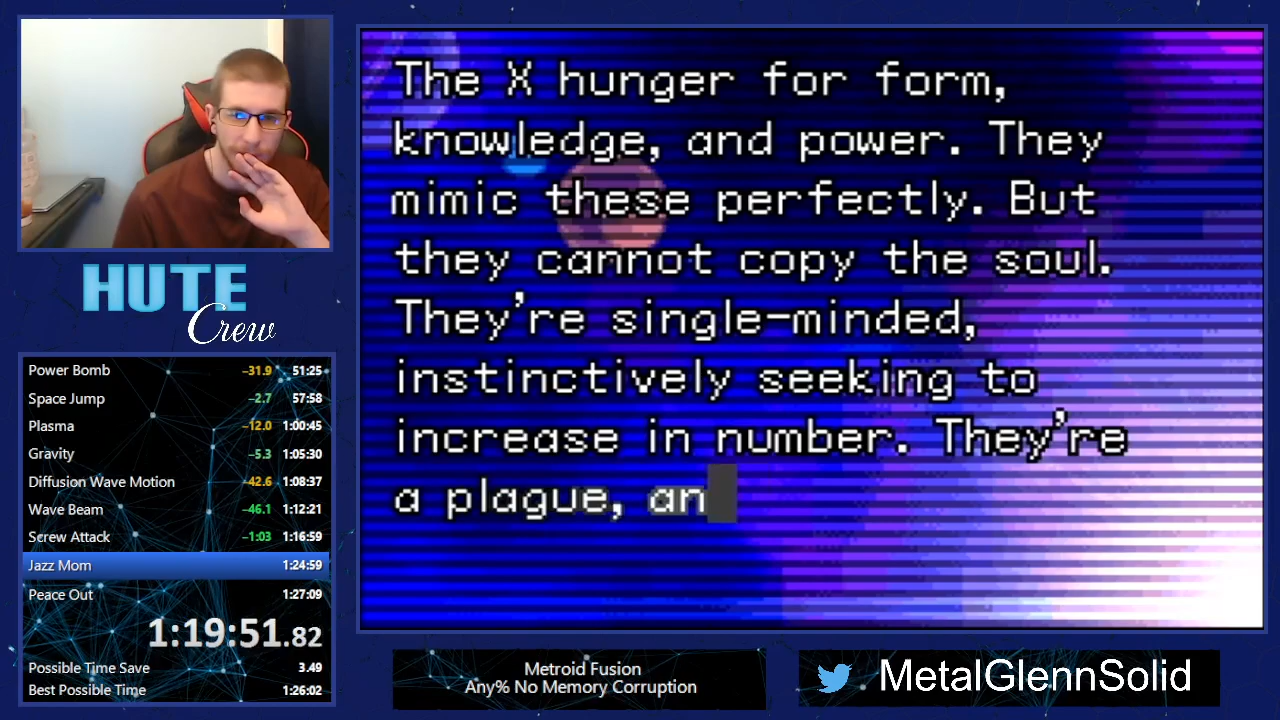 HUTE
Crew
Power Bomb -31.9 51:25
Space Jump -2.7 57:58
Plasma -12.0 1:00:45
Gravity -5.3 1:05:30
Diffusion Wave Motion -42.6 1:08:37
Wave Beam -46.1 1:12:21
Screw Attack -1:03 1:16:59
Jazz Mom 1:24:59
Peace Out 1:27:09
1:19:51.82
Possible Time Save 3.49
Best Possible Time 1:26:02
The X hunger for form,
knowledge, and power. They
mimic these perfectly. But
they cannot copy the soul.
They're single-minded,
instinctively seeking to
increase in number. They're
a plague, an
Metroid Fusion
Any% No Memory Corruption
MetalGlennSolid